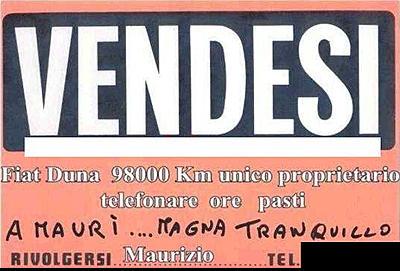 VENDESI
Fiat Duna 98000 Km unico proprietario
telefonare ore pasti
A MAURÌ .... MAGNA TRANQUILLO
RIVOLGERSI Maurizio TEL.